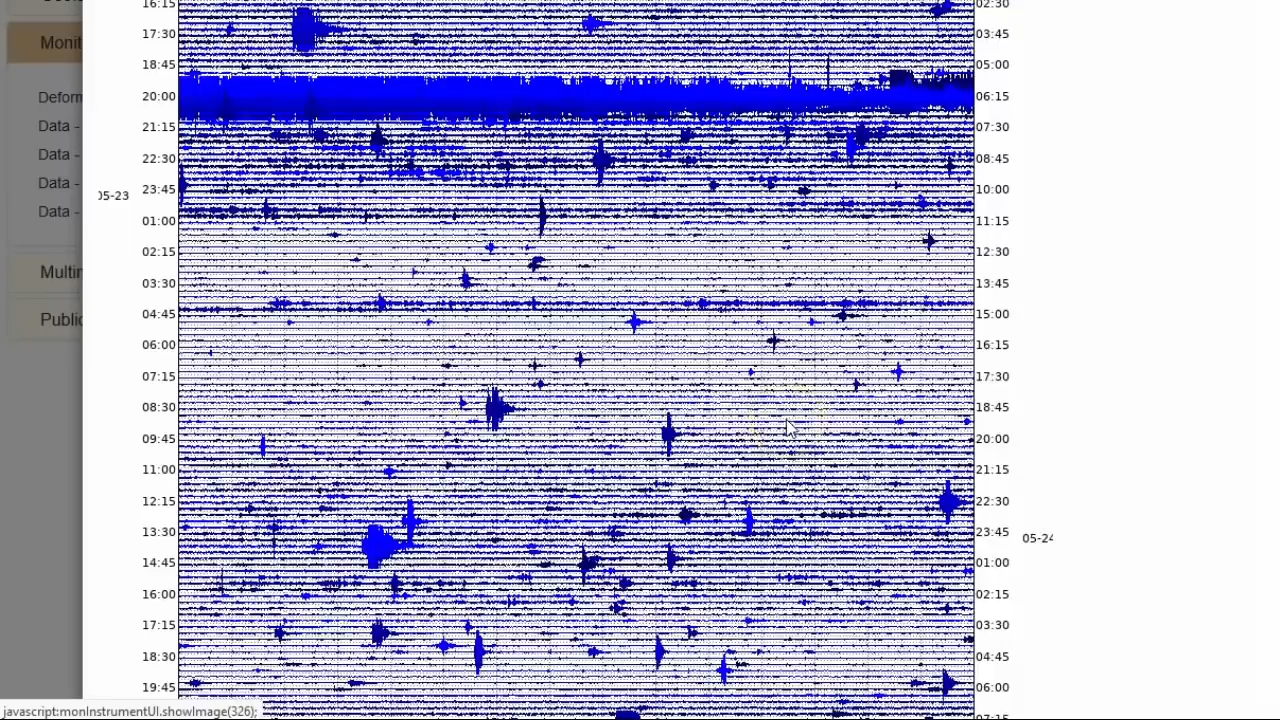 16:15 02:30
Monit 17:30 03:45
18:45 05:00
Deform 20:00 06:15
Data - 21:15 07:30
Data - 22:30 08:45
Data - 23:45 10:00
05-23
Data - 01:00 11:15
02:15 12:30
Multim 03:30 13:45
Public 04:45 15:00
06:00 16:15
07:15 17:30
08:30 18:45
09:45 20:00
11:00 21:15
12:15 22:30
13:30 23:45
05-24
14:45 01:00
16:00 02:15
17:15 03:30
18:30 04:45
19:45 06:00
javascript:monInstrumentUI.showImage(326);
07:15